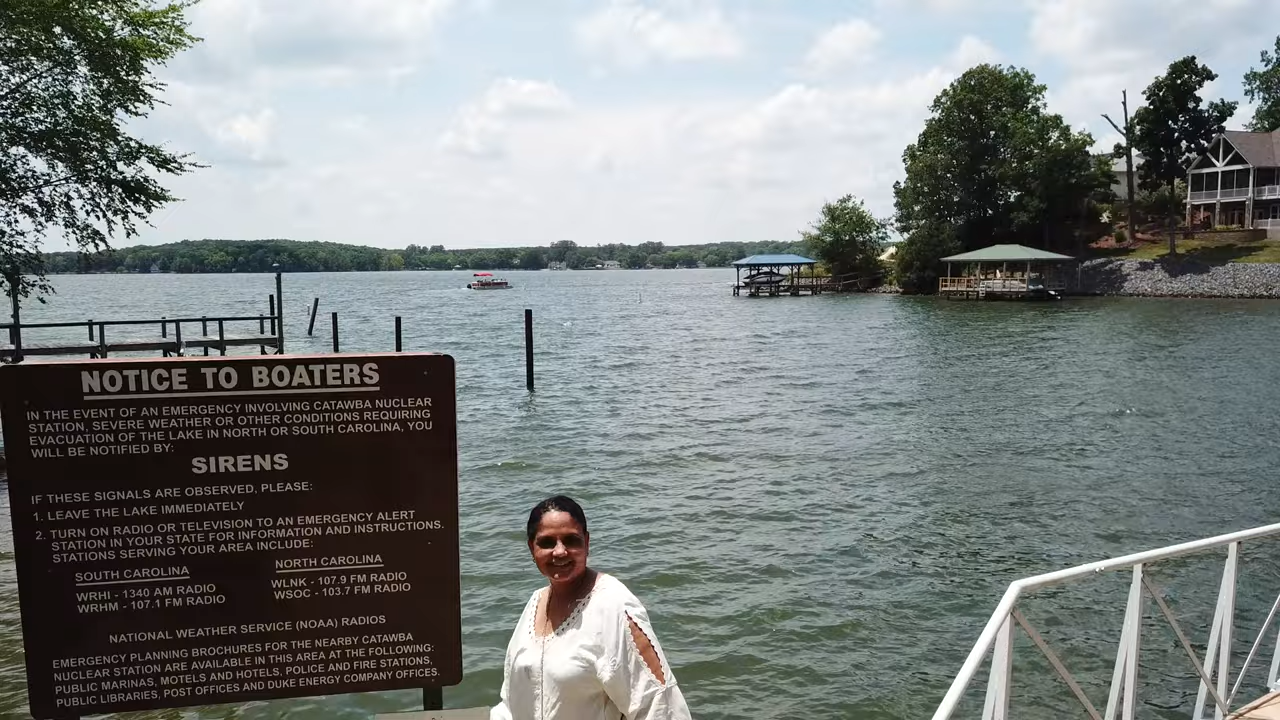 NOTICE TO BOATERS
IN THE EVENT OF AN EMERGENCY INVOLVING CATAWBA NUCLEAR
STATION, SEVERE WEATHER OR OTHER CONDITIONS REQUIRING
EVACUATION OF THE LAKE IN NORTH OR SOUTH CAROLINA, YOU
WILL BE NOTIFIED BY:
SIRENS
IF THESE SIGNALS ARE OBSERVED, PLEASE:
1. LEAVE THE LAKE IMMEDIATELY
2. TURN ON RADIO OR TELEVISION TO AN EMERGENCY ALERT
STATION IN YOUR STATE FOR INFORMATION AND INSTRUCTIONS.
STATIONS SERVING YOUR AREA INCLUDE:
SOUTH CAROLINA
WRHI - 1340 AM RADIO
WRHM - 107.1 FM RADIO
NORTH CAROLINA
WLNK - 107.9 FM RADIO
WSOC - 103.7 FM RADIO
NATIONAL WEATHER SERVICE (NOAA) RADIOS
EMERGENCY PLANNING BROCHURES FOR THE NEARBY CATAWBA
NUCLEAR STATION ARE AVAILABLE IN THIS AREA AT THE FOLLOWING:
PUBLIC MARINAS, MOTELS AND HOTELS, POLICE AND FIRE STATIONS,
PUBLIC LIBRARIES, POST OFFICES AND DUKE ENERGY COMPANY OFFICES.